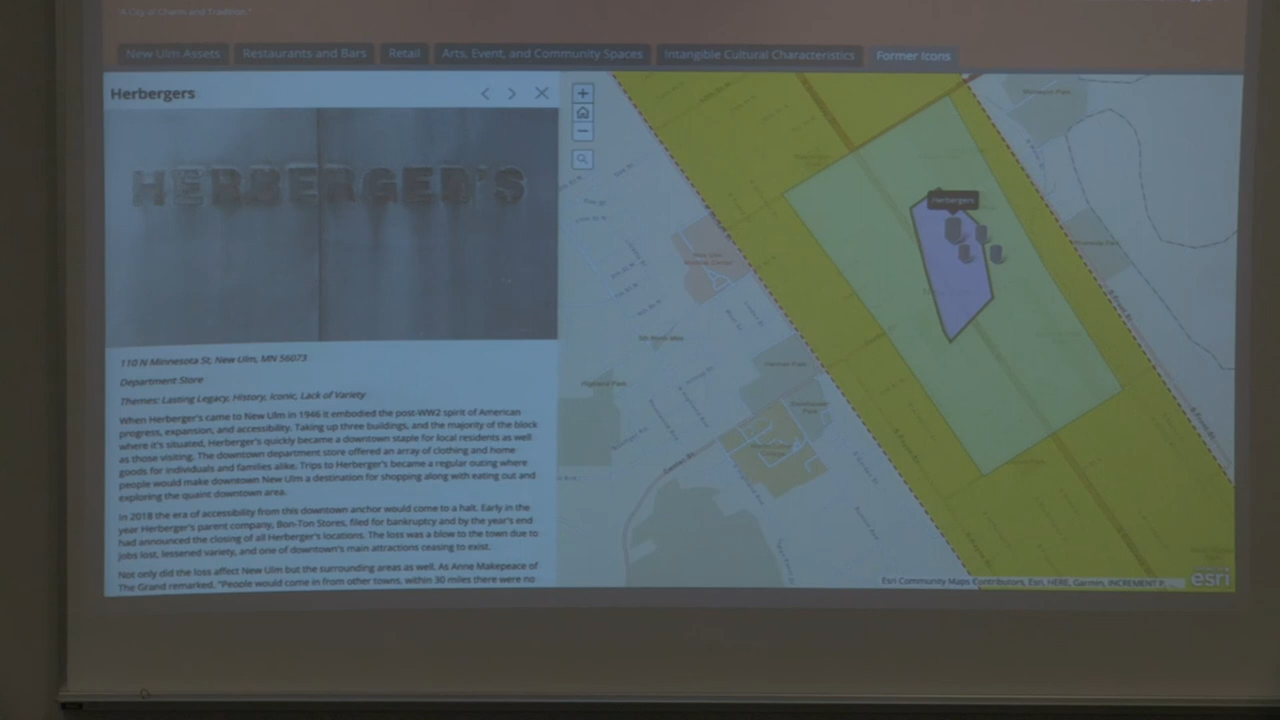 "A City of Charm and Tradition."
New Ulm Assets
Restaurants and Bars
Retail
Arts, Event, and Community Spaces
Intangible Cultural Characteristics
Former Icons
Herbergers
HERBERGER'S
110 N Minnesota St, New Ulm, MN 56073
Department Store
Themes: Lasting Legacy, History, Iconic, Lack of Variety
When Herberger's came to New Ulm in 1946 it embodied the post-WW2 spirit of American
progress, expansion, and accessibility. Taking up three buildings, and the majority of the block
where it's situated, Herberger's quickly became a downtown staple for local residents as well
as those visiting. The downtown department store offered an array of clothing and home
goods for individuals and families alike, Trips to Herberger's became a regular outing where
people would make downtown New Ulm a destination for shopping along with eating out and
exploring the quaint downtown area.
In 2018 the era of accessibility from this downtown anchor would come to a halt. Early in the
year Herberger's parent company, Bon-Ton Stores, filed for bankruptcy and by the year's end
had announced the closing of all Herberger's locations. The loss was a blow to the town due to
jobs lost, lessened variety, and one of downtown's main attractions ceasing to exist.
Not only did the loss affect New Ulm but the surrounding areas as well. As Anne Makepeace of
The Grand remarked, "People would come in from other towns, within 30 miles there were no
Herbergers
Highland Park
Center St
Esri Community Maps Contributors, Esri, HERE, Garmin, INCREMENT P, ...
esri